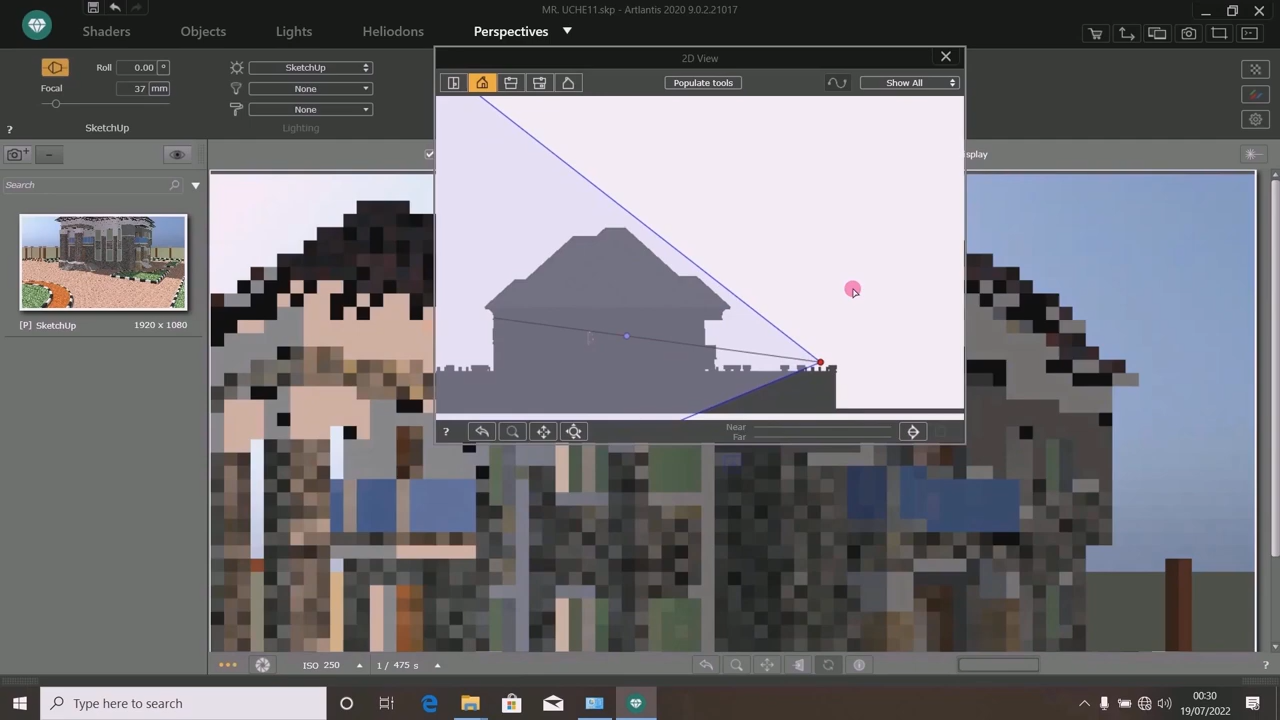 MR. UCHE11.skp - Artlantis 2020 9.0.2.21017
Shaders
Objects
Lights
Heliodons
Perspectives
Roll
0.00
°
Focal
37
mm
SketchUp
None
None
?
SketchUp
Lighting
2D View
Populate tools
Show All
display
Search
[P] SketchUp
1920 x 1080
?
Near
Far
ISO 250
1 / 475 s
?
Type here to search
00:30
19/07/2022